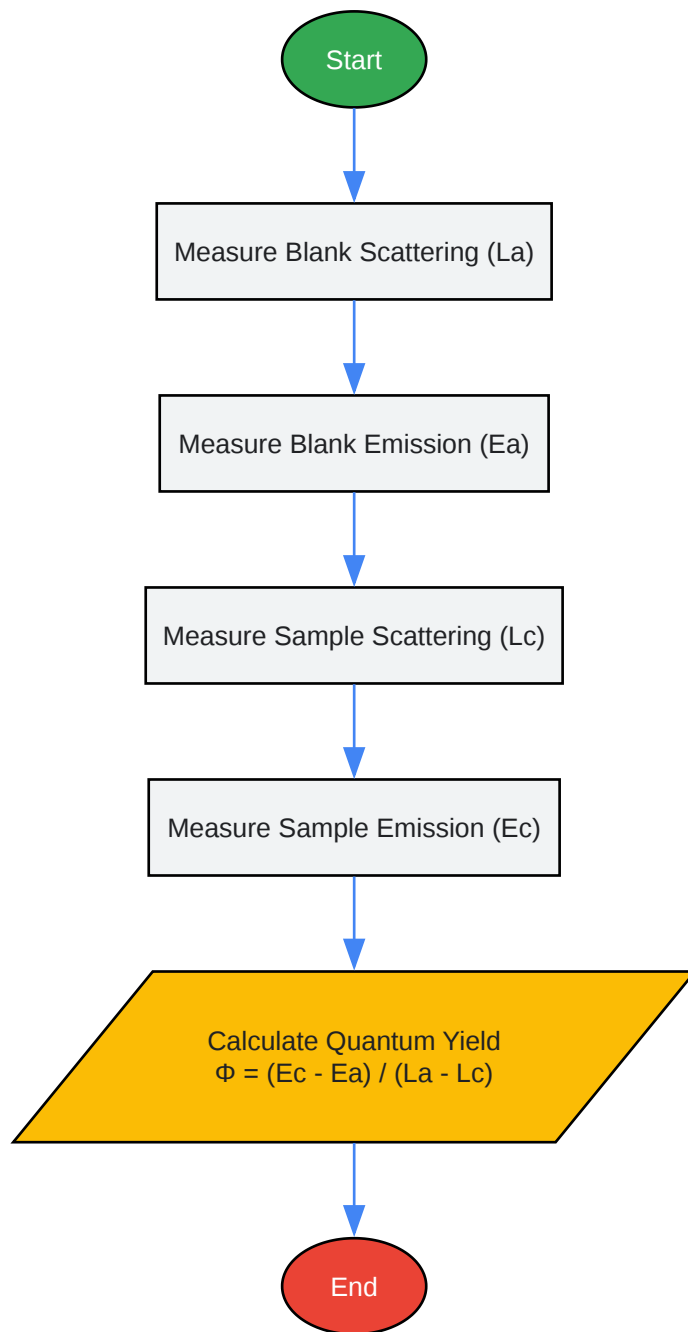 Start
Measure Blank Scattering (La)
Measure Blank Emission (Ea)
Measure Sample Scattering (Lc)
Measure Sample Emission (Ec)
Calculate Quantum Yield
Φ = (Ec - Ea) / (La - Lc)
End